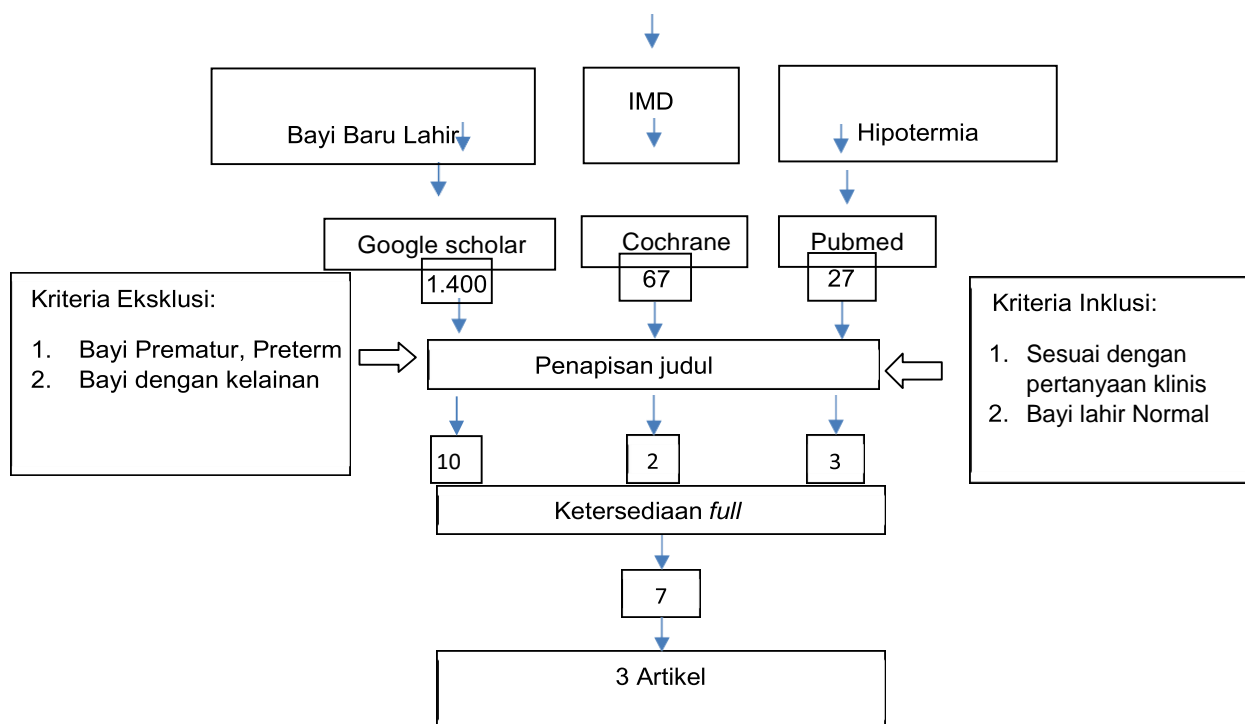 IMD
Bayi Baru Lahir
Hipotermia
Google scholar
Cochrane
Pubmed
1.400
67
27
Kriteria Eksklusi:
1. Bayi Prematur, Preterm
2. Bayi dengan kelainan
Kriteria Inklusi:
1. Sesuai dengan
pertanyaan klinis
2. Bayi lahir Normal
Penapisan judul
10
2
3
Ketersediaan full
7
3 Artikel